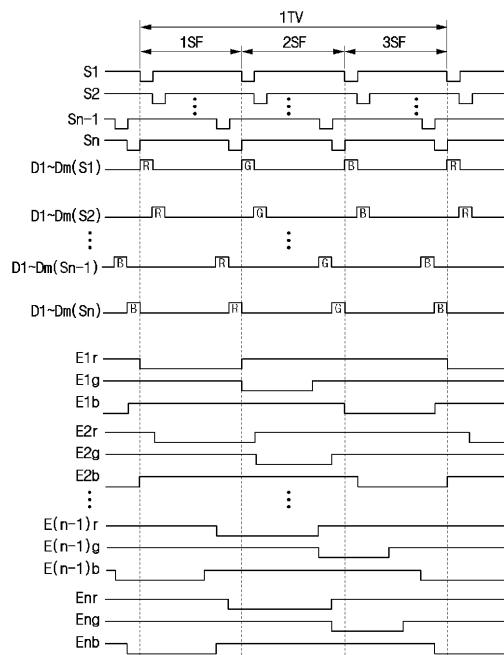 1TV
1SF 2SF 3SF
S1
S2
Sn-1
Sn
D1~Dm(S1) R G B R
D1~Dm(S2) R G B R
D1~Dm(Sn-1) B R G B
D1~Dm(Sn) B R G B
E1r
E1g
E1b
E2r
E2g
E2b
E(n-1)r
E(n-1)g
E(n-1)b
Enr
Eng
Enb